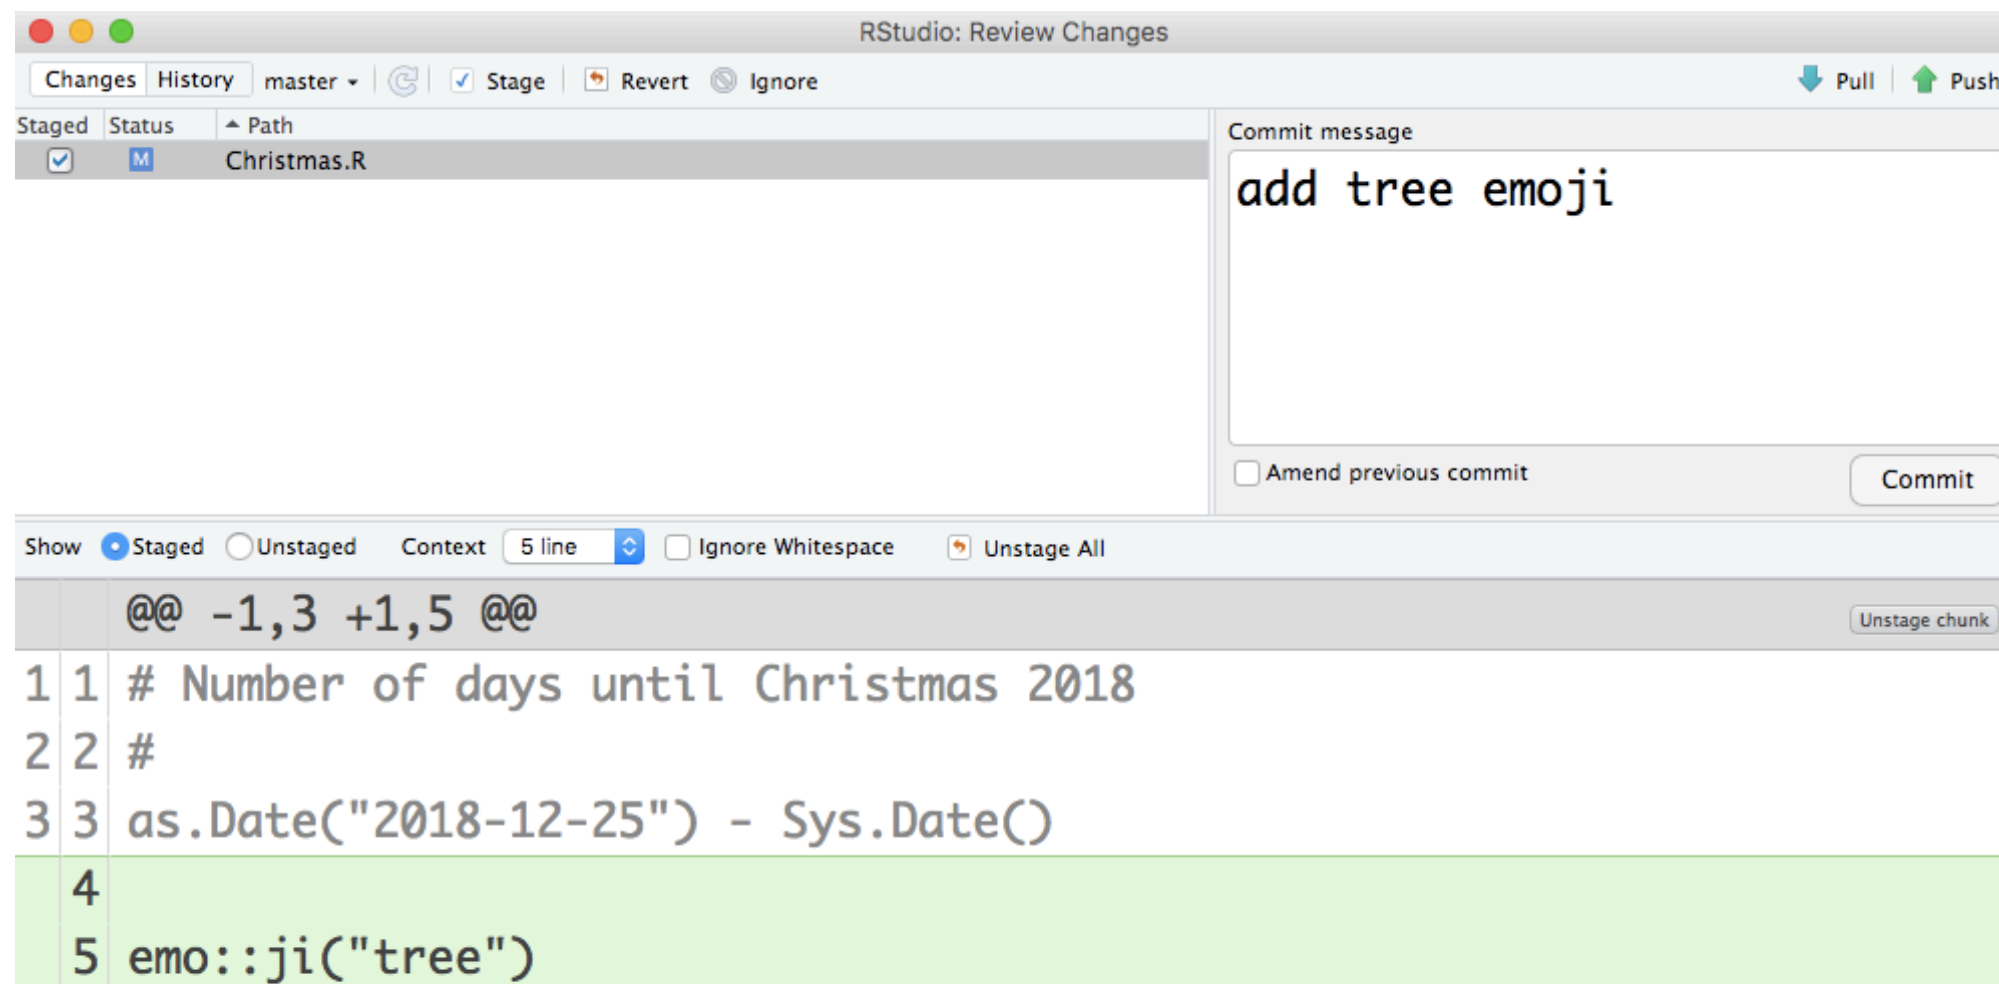 RStudio: Review Changes
Changes History master Stage Revert Ignore Pull Push
Staged Status Path
M Christmas.R
Commit message
add tree emoji
Amend previous commit
Commit
Show Staged Unstaged Context 5 line Ignore Whitespace Unstage All
@@ -1,3 +1,5 @@ Unstage chunk
1 1 # Number of days until Christmas 2018
2 2 #
3 3 as.Date("2018-12-25") - Sys.Date()
4
5 emo::ji("tree")